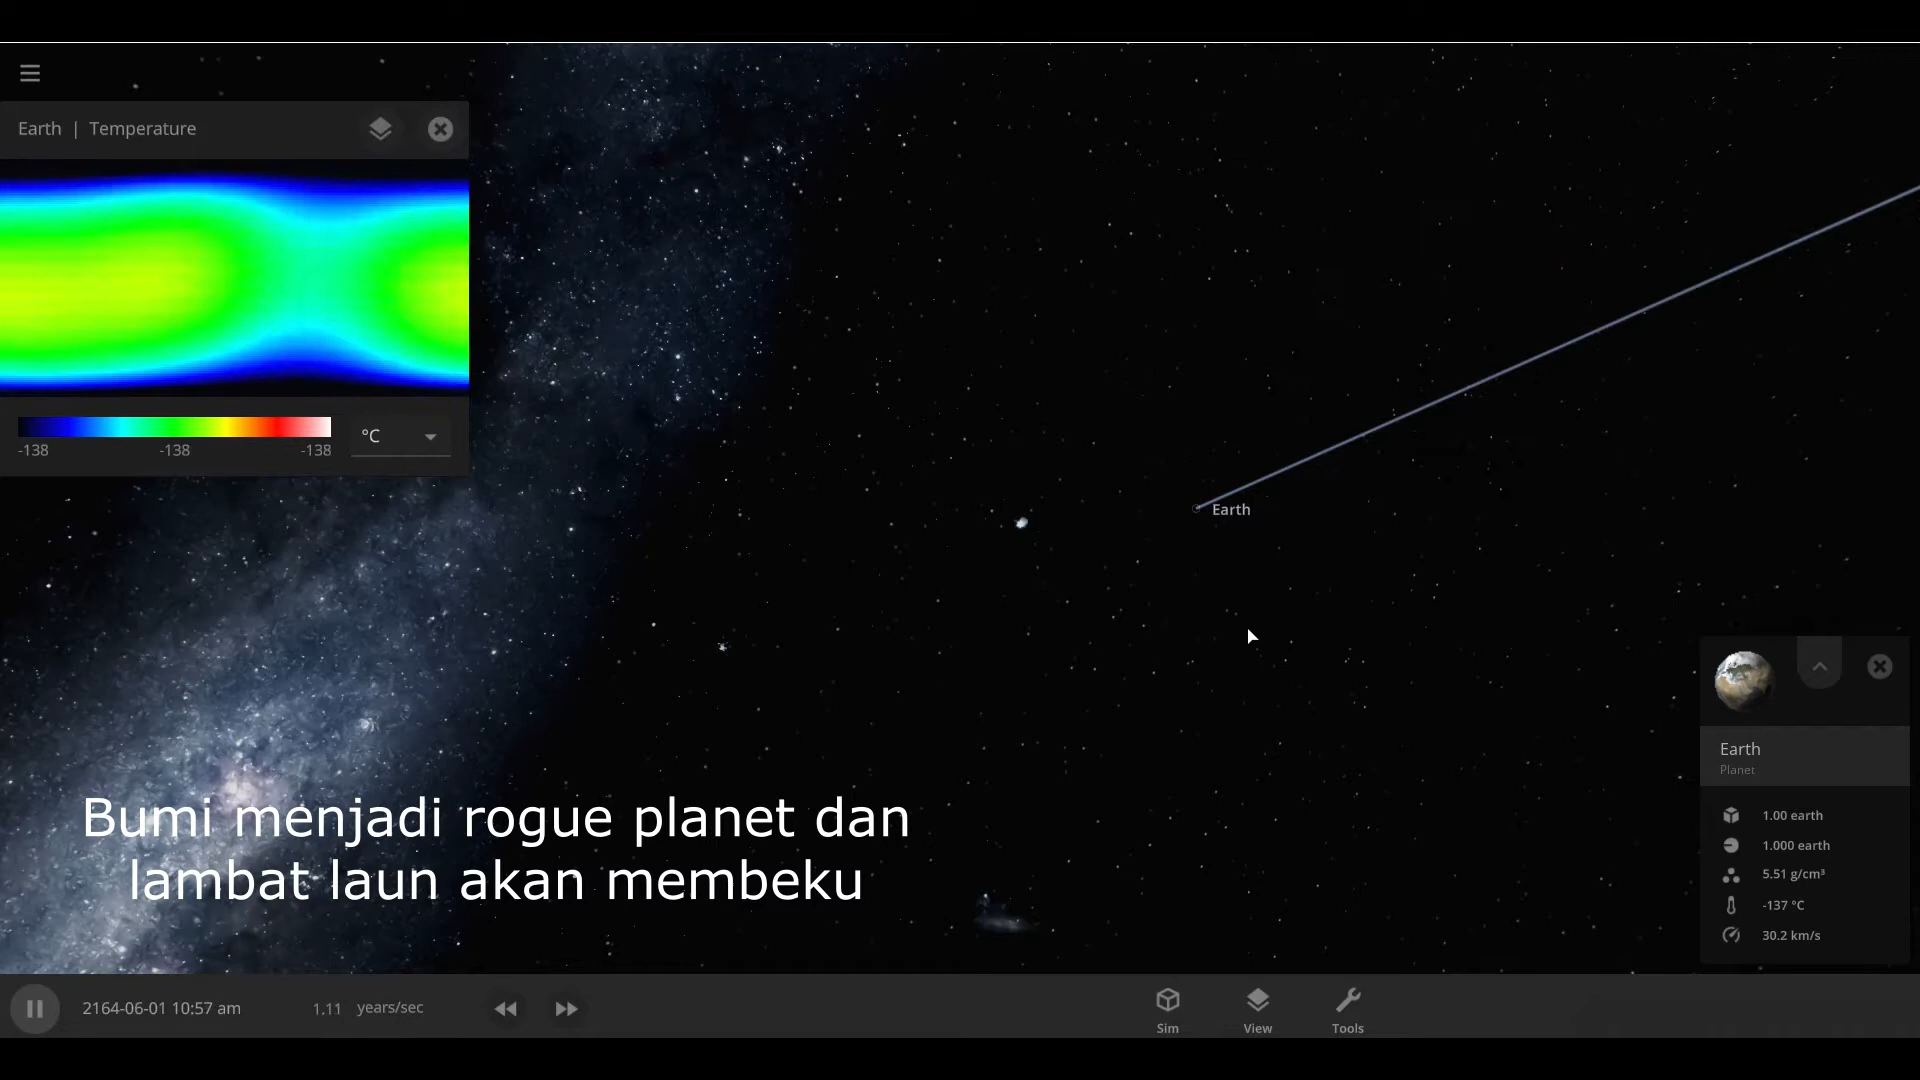 Earth | Temperature
-138 -138 -138
°C
Earth
Bumi menjadi rogue planet dan
lambat laun akan membeku
Earth
Planet
1.00 earth
1.000 earth
5.51 g/cm³
-137 °C
30.2 km/s
2164-06-01 10:57 am 1.11 years/sec
Sim View Tools